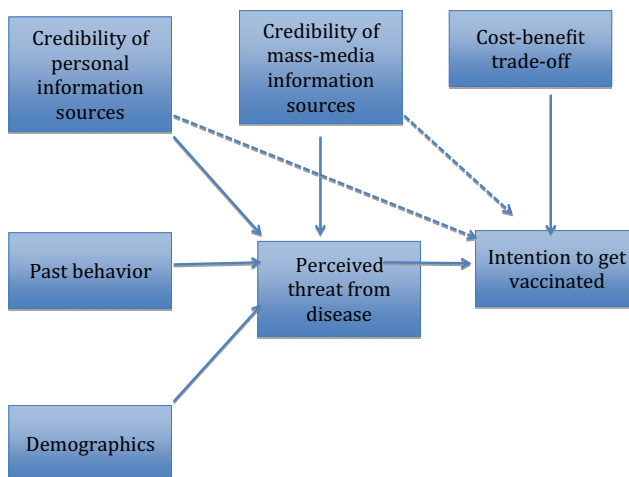 Credibility of
personal
information
sources
Credibility of
mass-media
information
sources
Cost-benefit
trade-off
Past behavior
Perceived
threat from
disease
Intention to get
vaccinated
Demographics